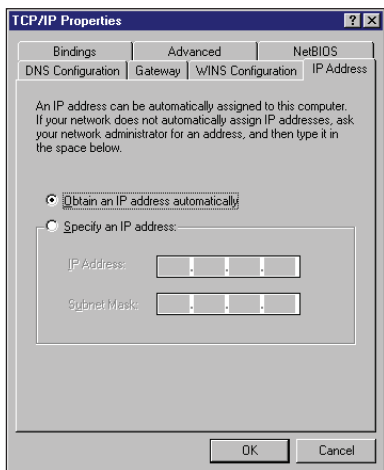 TCP/IP Properties
Bindings Advanced NetBIOS
DNS Configuration Gateway WINS Configuration IP Address
An IP address can be automatically assigned to this computer.
If your network does not automatically assign IP addresses, ask
your network administrator for an address, and then type it in
the space below.
Obtain an IP address automatically
Specify an IP address:
IP Address:
Subnet Mask:
OK Cancel